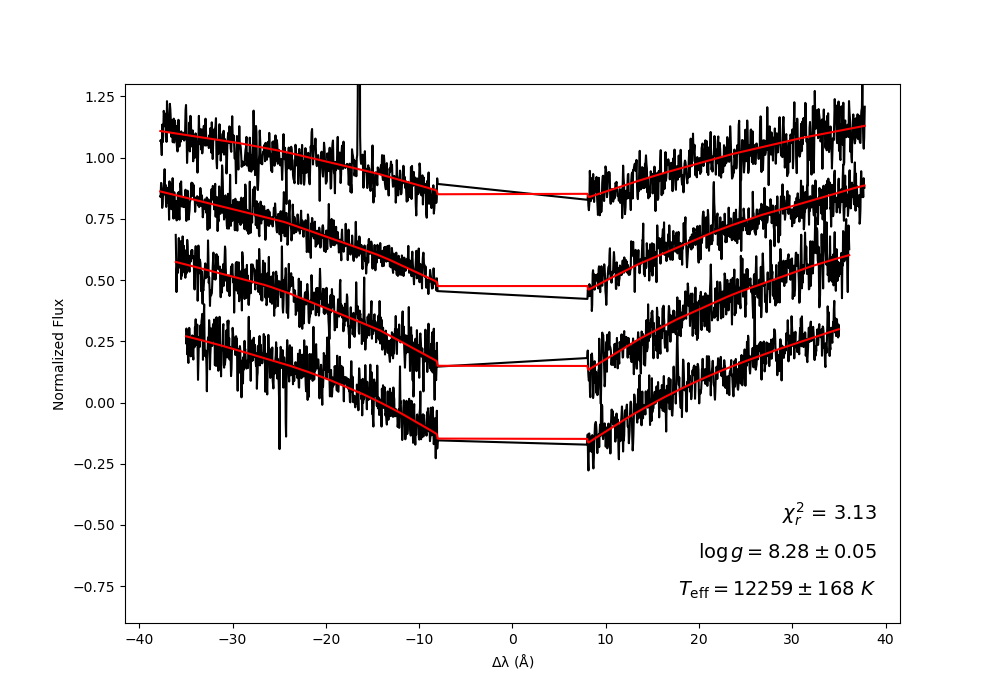 1.25
1.00
0.75
0.50
0.25
0.00
−0.25
−0.50
−0.75
Normalized Flux
χ²ᵣ = 3.13
log g = 8.28 ± 0.05
T_eff = 12259 ± 168 K
−40 −30 −20 −10 0 10 20 30 40
Δλ (Å)